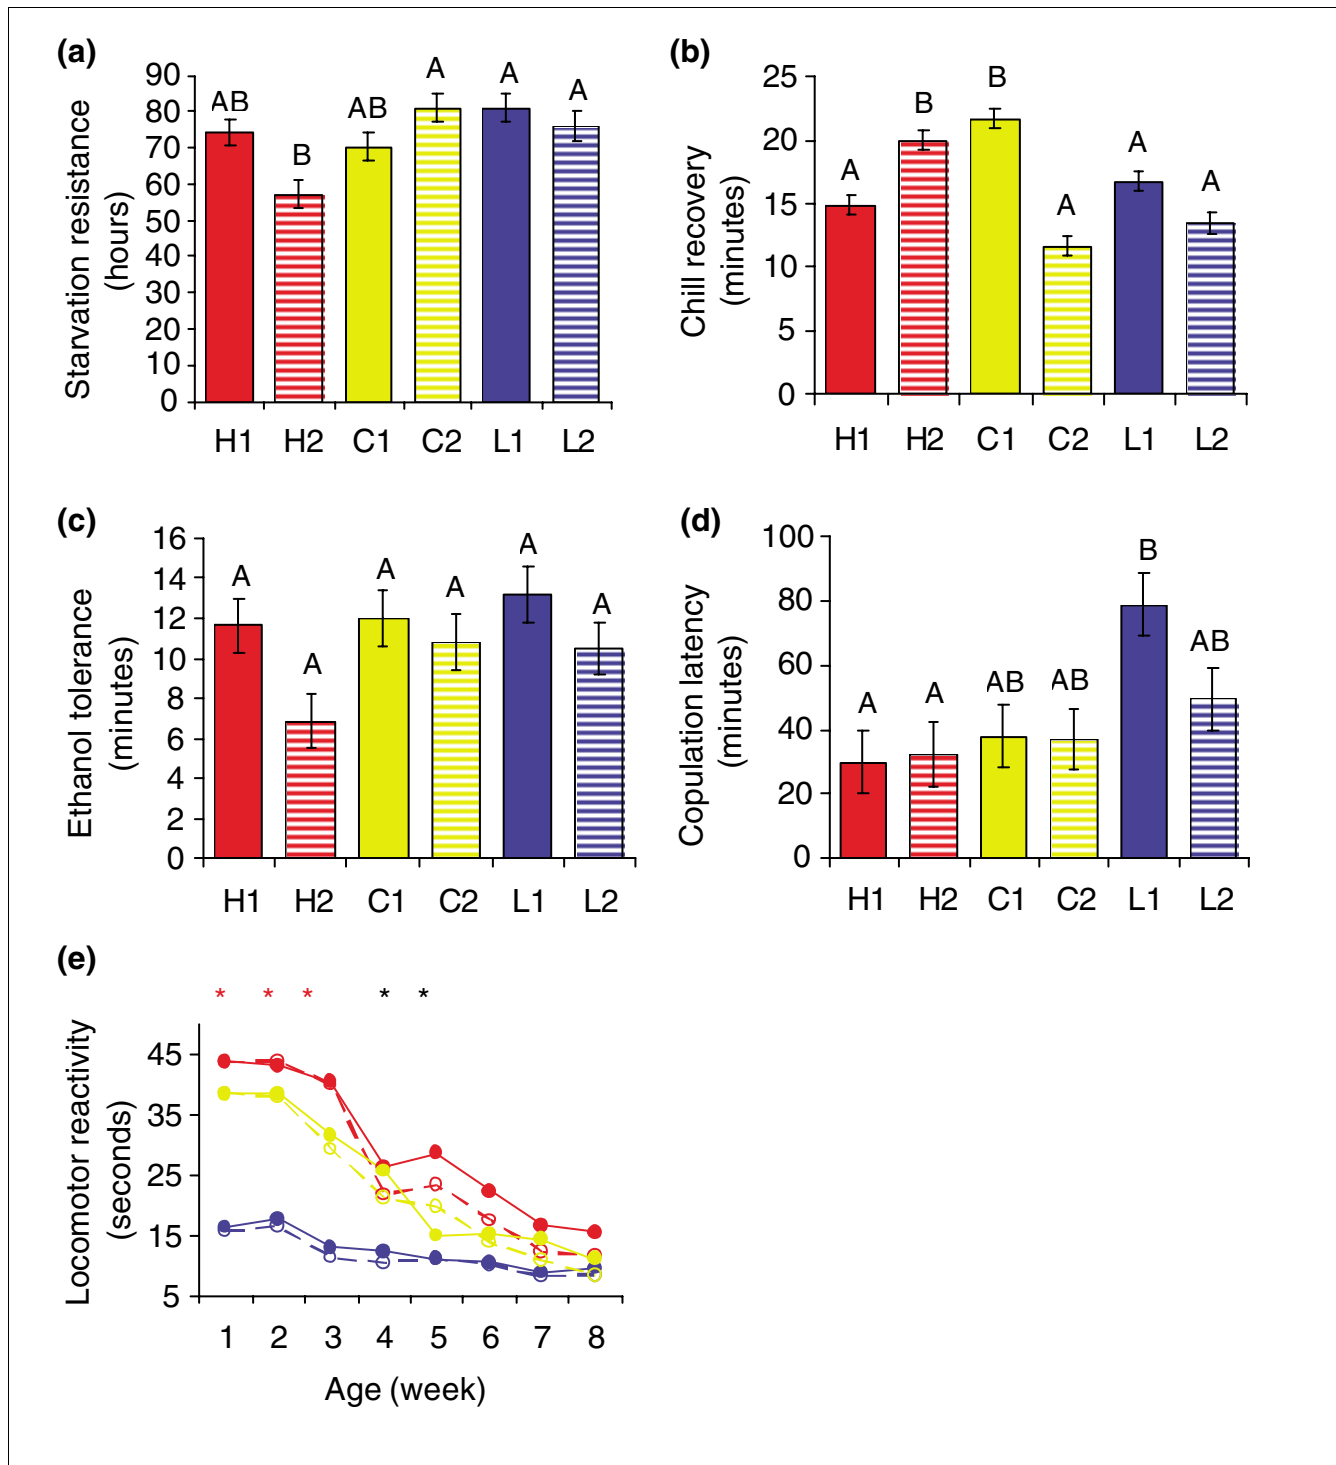 (a)
Starvation resistance
(hours)
90
80
70
60
50
40
30
20
10
0
AB
B
AB
A
A
A
H1 H2 C1 C2 L1 L2
(b)
Chill recovery
(minutes)
25
20
15
10
5
0
A
B
B
A
A
A
H1 H2 C1 C2 L1 L2
(c)
Ethanol tolerance
(minutes)
16
14
12
10
8
6
4
2
0
A
A
A
A
A
A
H1 H2 C1 C2 L1 L2
(d)
Copulation latency
(minutes)
100
80
60
40
20
0
A
A
AB
AB
B
AB
H1 H2 C1 C2 L1 L2
(e)
* * * * *
Locomotor reactivity
(seconds)
45
35
25
15
5
1 2 3 4 5 6 7 8
Age (week)